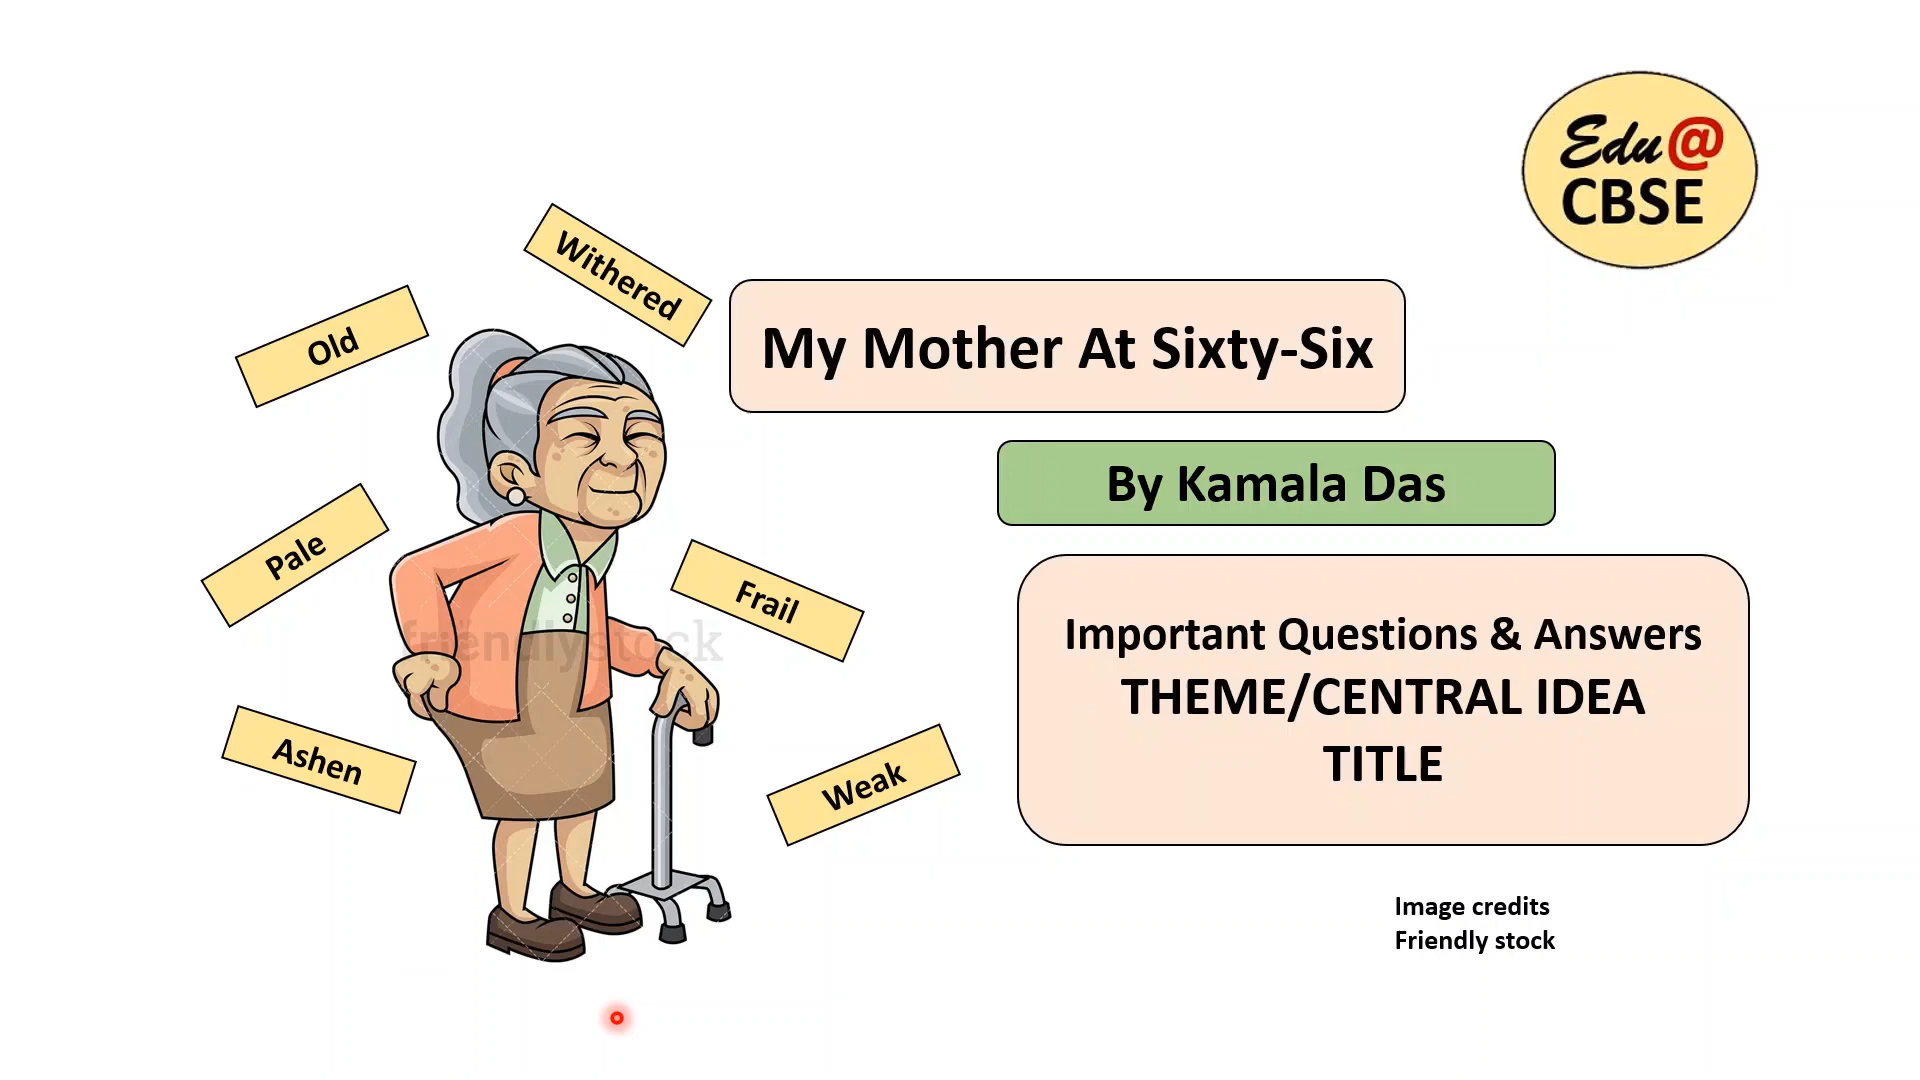 Edu@
CBSE
Withered
Old
My Mother At Sixty-Six
By Kamala Das
Pale
Frail
friendlystock
Important Questions & Answers
THEME/CENTRAL IDEA
TITLE
Ashen
Weak
Image credits
Friendly stock